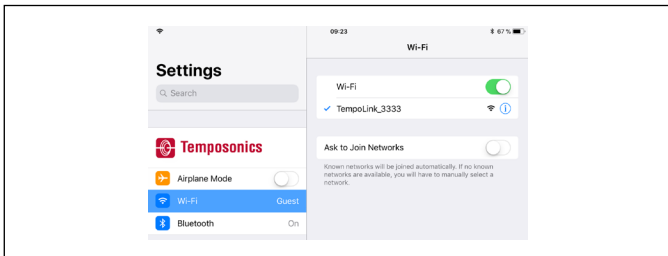 09:23
67 %
Wi-Fi
Settings
Search
Temposonics
Airplane Mode
Wi-Fi Guest
Bluetooth On
Wi-Fi
TempoLink_3333
Ask to Join Networks
Known networks will be joined automatically. If no known
networks are available, you will have to manually select a
network.